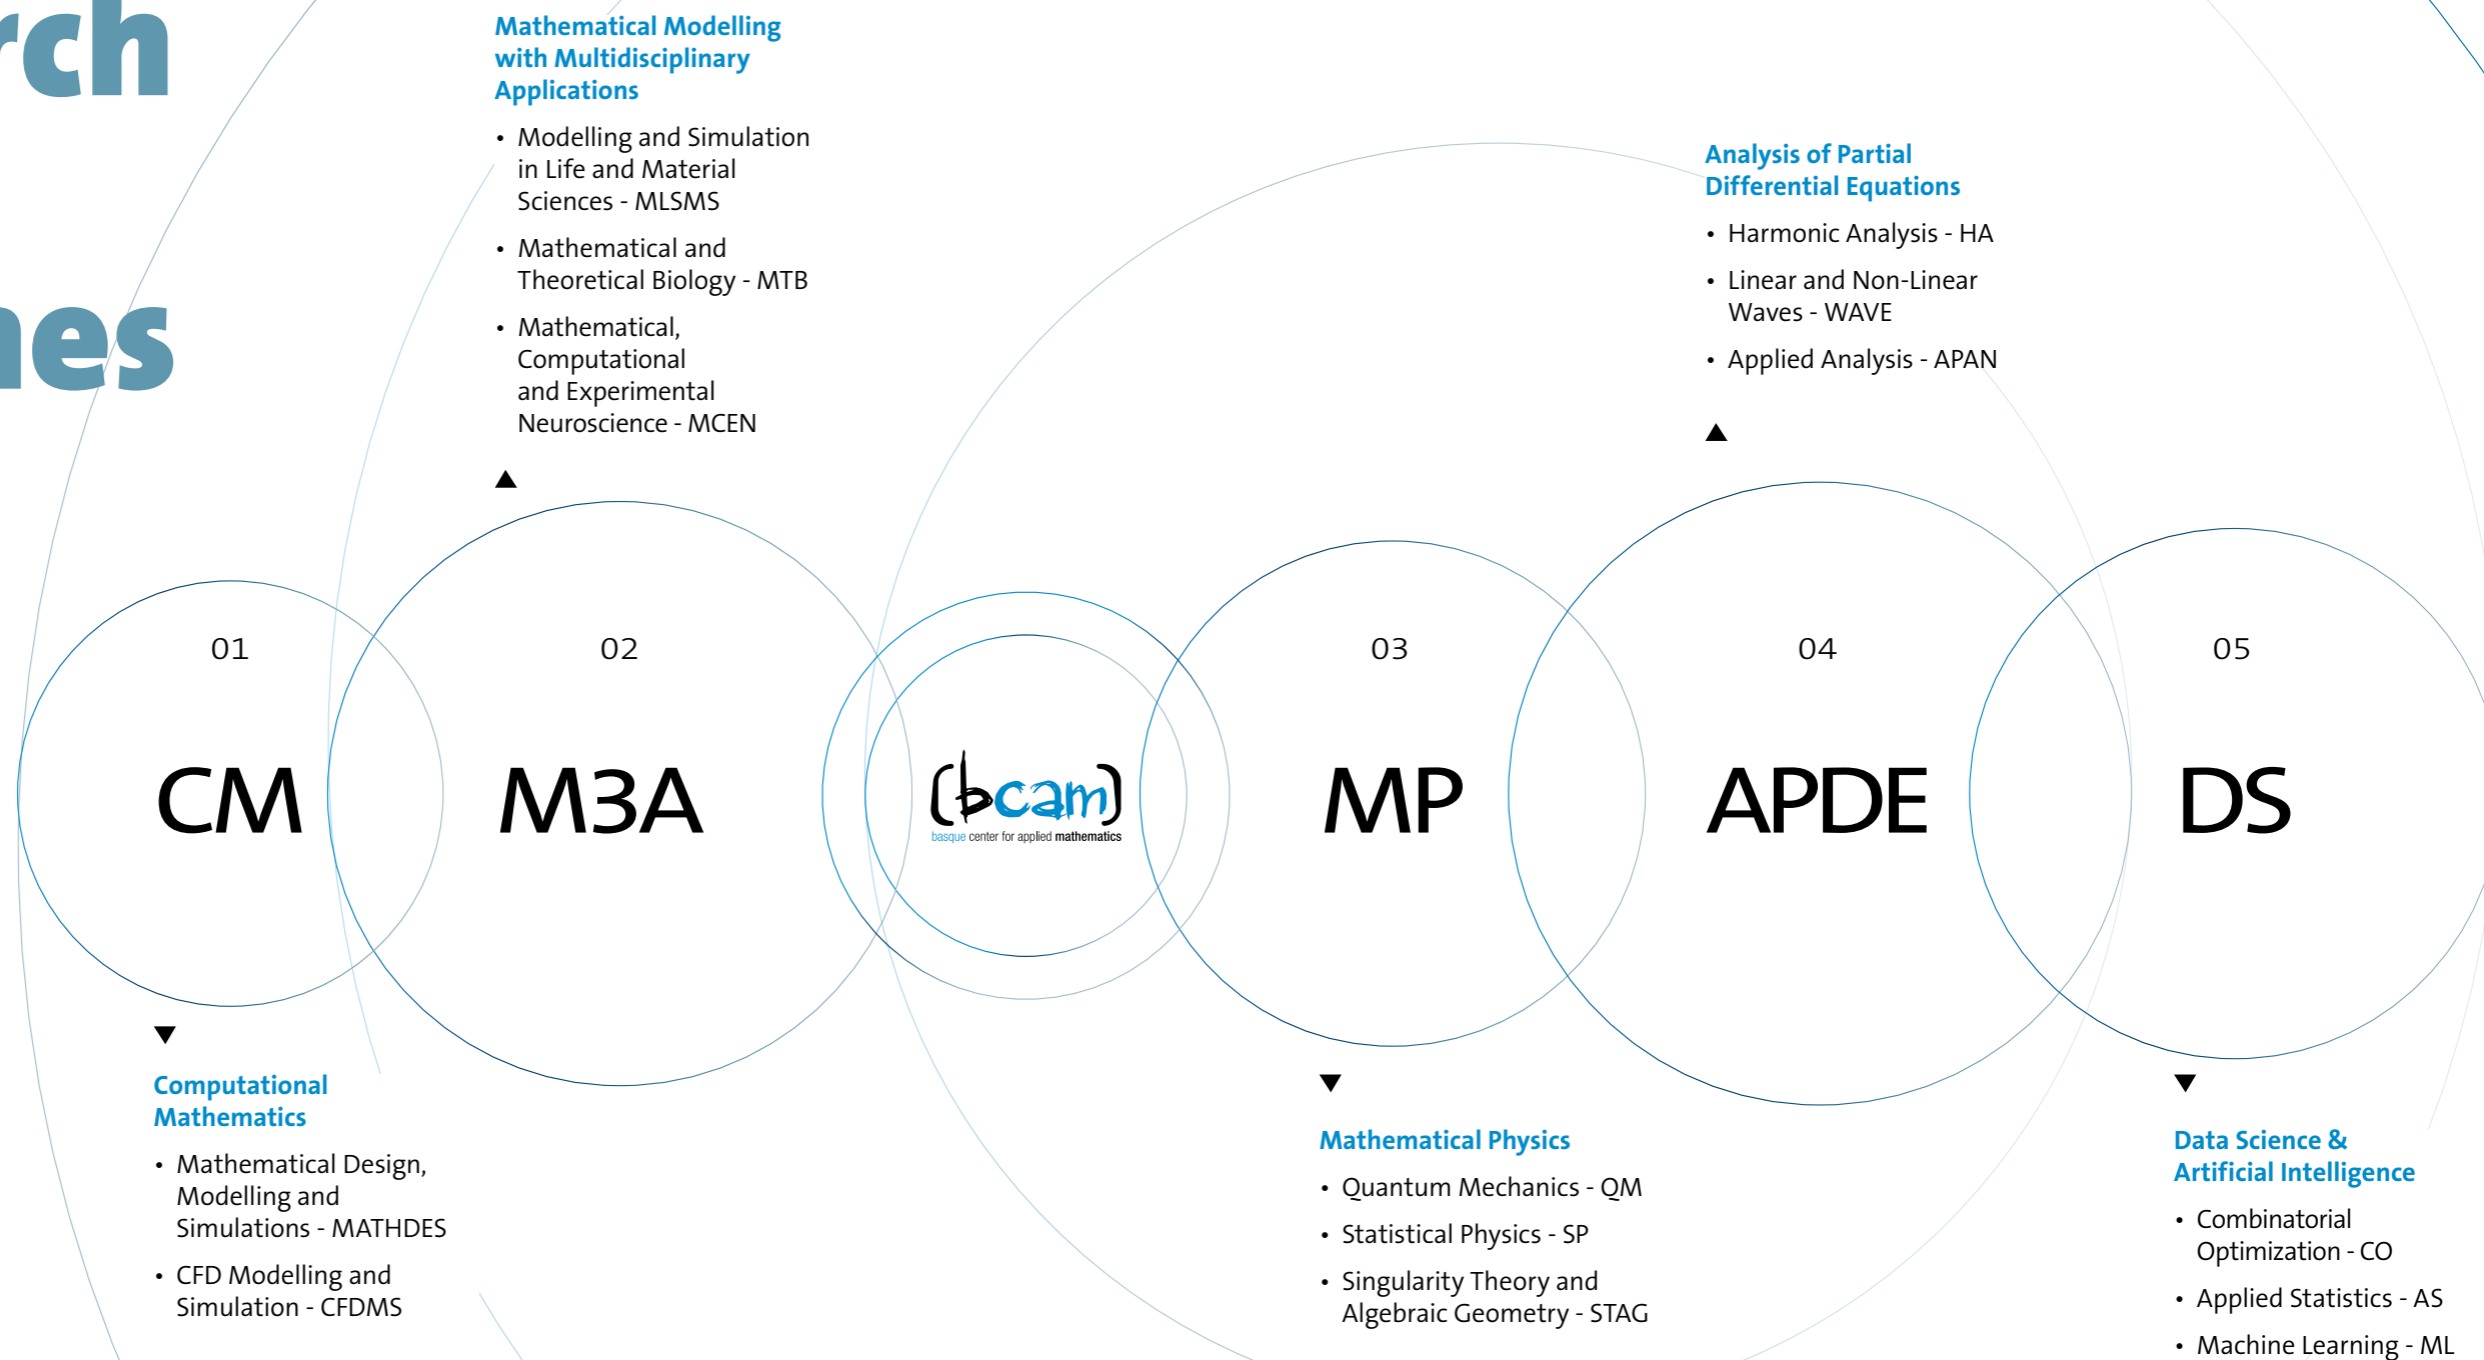 rch
nes
Mathematical Modelling
with Multidisciplinary
Applications
• Modelling and Simulation
in Life and Material
Sciences - MLSMS
• Mathematical and
Theoretical Biology - MTB
• Mathematical,
Computational
and Experimental
Neuroscience - MCEN
Analysis of Partial
Differential Equations
• Harmonic Analysis - HA
• Linear and Non-Linear
Waves - WAVE
• Applied Analysis - APAN
01
CM
02
M3A
(bcam)
basque center for applied mathematics
03
MP
04
APDE
05
DS
Computational
Mathematics
• Mathematical Design,
Modelling and
Simulations - MATHDES
• CFD Modelling and
Simulation - CFDMS
Mathematical Physics
• Quantum Mechanics - QM
• Statistical Physics - SP
• Singularity Theory and
Algebraic Geometry - STAG
Data Science &
Artificial Intelligence
• Combinatorial
Optimization - CO
• Applied Statistics - AS
• Machine Learning - ML